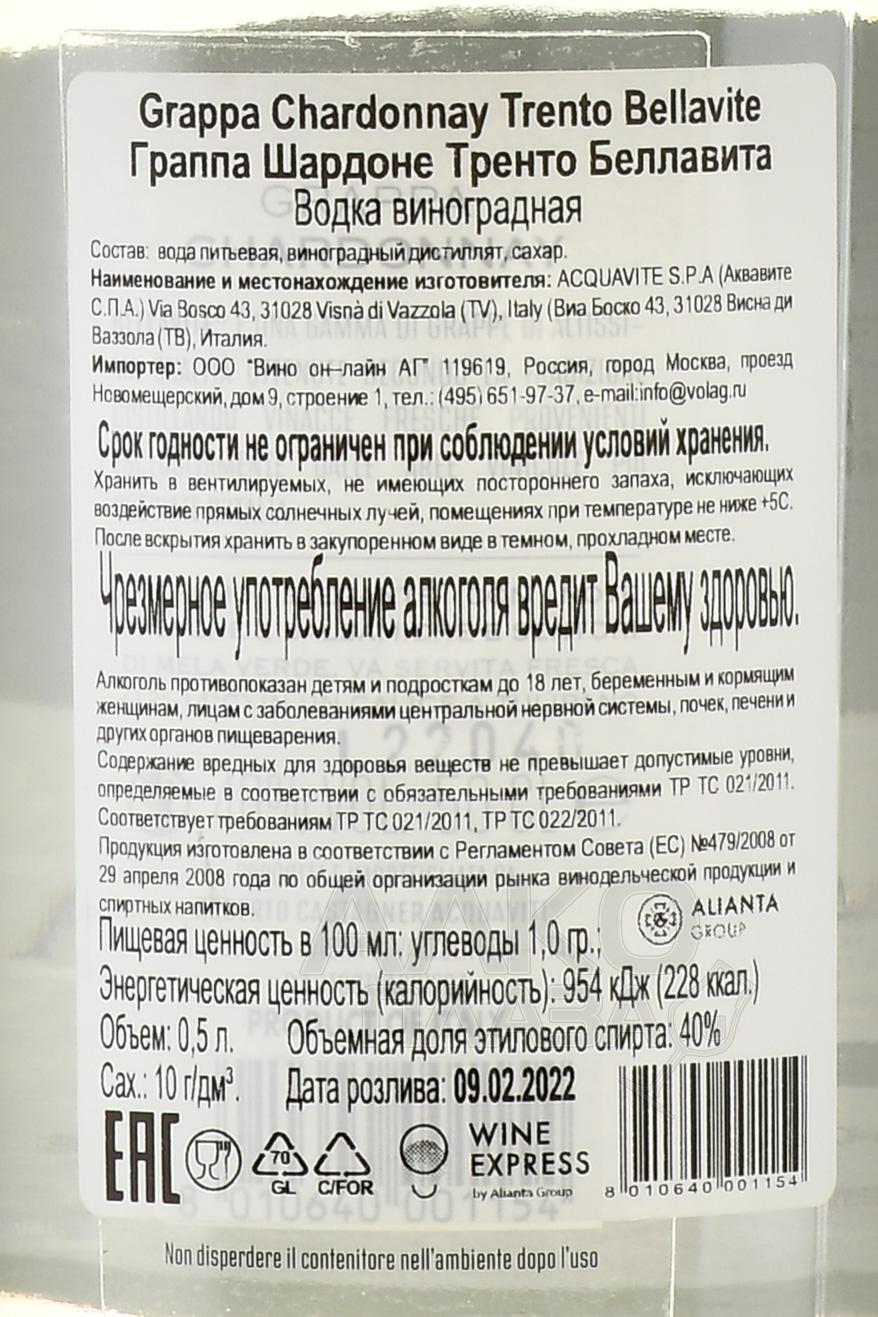 Grappa Chardonnay Trento Bellavite
Граппа Шардоне Тренто Беллавита
Водка виноградная
Состав: вода питьевая, виноградный дистиллят, сахар.
Наименование и местонахождение изготовителя: ACQUAVITE S.P.A (Аквавите
С.П.А.) Via Bosco 43, 31028 Visnà di Vazzola (TV), Italy (Виа Боско 43, 31028 Висна ди
Ваззола (ТВ), Италия.
Импортер: ООО "Вино он-лайн АГ" 119619, Россия, город Москва, проезд
Новомещерский, дом 9, строение 1, тел.: (495) 651-97-37, e-mail:info@volag.ru
Срок годности не ограничен при соблюдении условий хранения.
Хранить в вентилируемых, не имеющих постороннего запаха, исключающих
воздействие прямых солнечных лучей, помещениях при температуре не ниже +5С.
После вскрытия хранить в закупоренном виде в темном, прохладном месте.
Чрезмерное употребление алкоголя вредит Вашему здоровью.
Алкоголь противопоказан детям и подросткам до 18 лет, беременным и кормящим
женщинам, лицам с заболеваниями центральной нервной системы, почек, печени и
других органов пищеварения.
Содержание вредных для здоровья веществ не превышает допустимые уровни,
определяемые в соответствии с обязательными требованиями ТР ТС 021/2011.
Соответствует требованиям ТР ТС 021/2011, ТР ТС 022/2011.
Продукция изготовлена в соответствии с Регламентом Совета (ЕС) №479/2008 от
29 апреля 2008 года по общей организации рынка винодельческой продукции и
спиртных напитков.
ALIANTA
GROUP
Пищевая ценность в 100 мл: углеводы 1,0 гр.;
Энергетическая ценность (калорийность): 954 кДж (228 ккал.)
Объем: 0,5 л. Объемная доля этилового спирта: 40%
Сах.: 10 г/дм³. Дата розлива: 09.02.2022
EAC
70
GL
C/FOR
WINE
EXPRESS
by Alianta Group
8 010640 001154
8 010640 001154
Non disperdere il contenitore nell'ambiente dopo l'uso